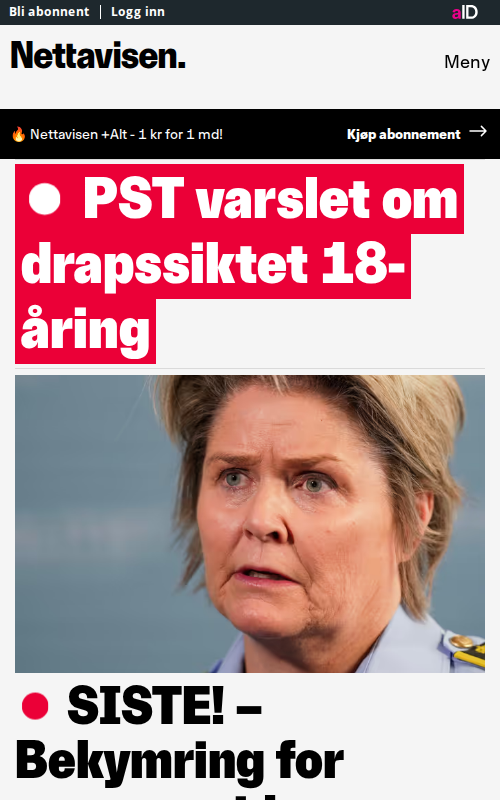 Bli abonnent | Logg inn
aID
Nettavisen.
Meny
🔥 Nettavisen +Alt - 1 kr for 1 md!
Kjøp abonnement →
PST varslet om
drapssiktet 18-
åring
SISTE! –
Bekymring for